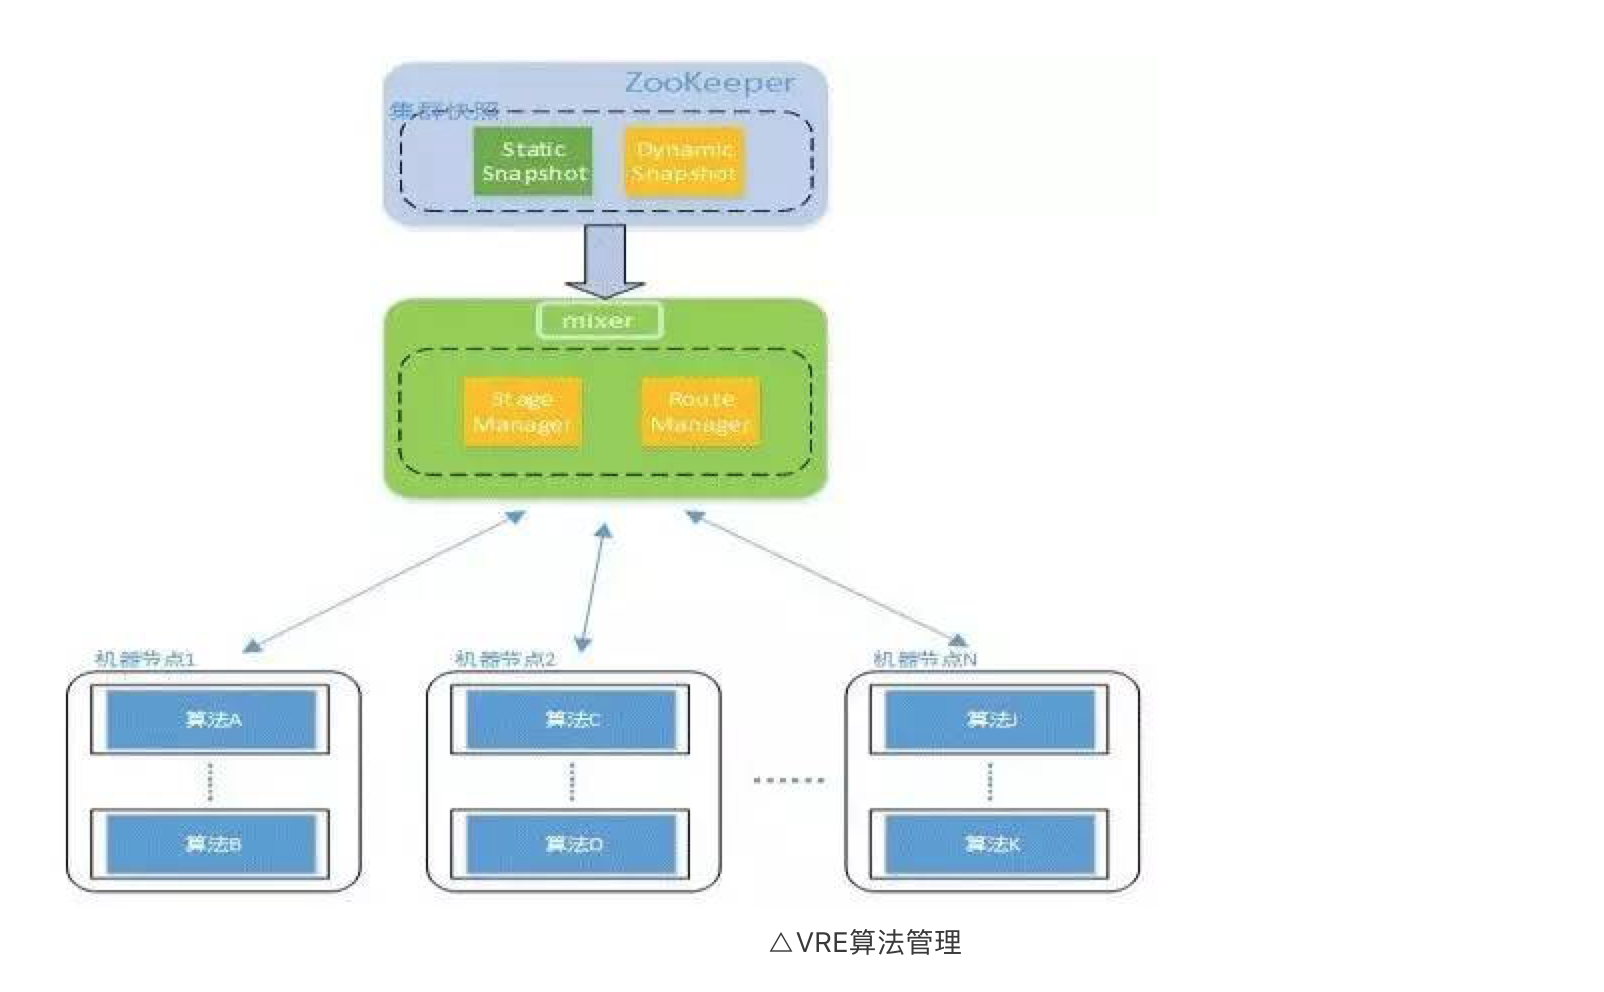 ZooKeeper
集群快照
Static
Snapshot
Dynamic
Snapshot
mixer
Stage
Manager
Route
Manager
机器节点1
机器节点2
机器节点N
算法A
算法C
算法J
算法B
算法D
算法K
△VRE算法管理